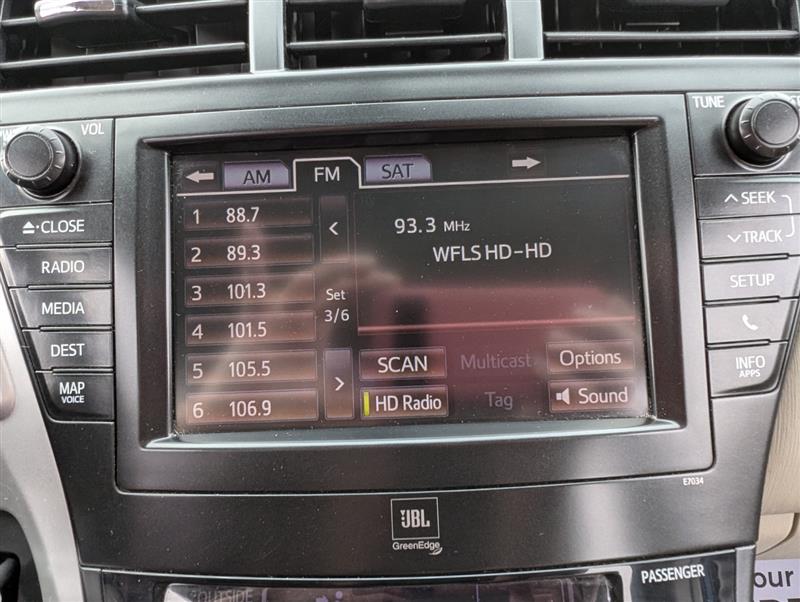 VOL
TUNE
AM
FM
SAT
1 88.7
2 89.3
3 101.3
4 101.5
5 105.5
6 106.9
Set
3/6
93.3 MHz
WFLS HD-HD
SCAN
Multicast
Options
HD Radio
Tag
Sound
CLOSE
RADIO
MEDIA
DEST
MAP
VOICE
SEEK
TRACK
SETUP
INFO
APPS
E7034
JBL
GreenEdge
OUTSIDE
PASSENGER
our